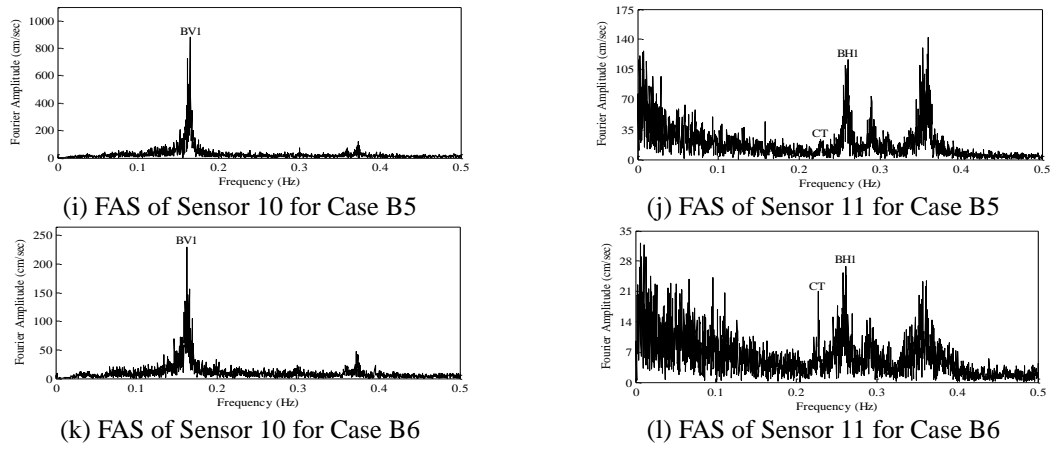 1000
800
600
400
200
0
Fourier Amplitude (cm/sec)
BV1
0 0.1 0.2 0.3 0.4 0.5
Frequency (Hz)
(i) FAS of Sensor 10 for Case B5
175
140
105
70
35
0
Fourier Amplitude (cm/sec)
CT
BH1
0 0.1 0.2 0.3 0.4 0.5
Frequency (Hz)
(j) FAS of Sensor 11 for Case B5
250
200
150
100
50
0
Fourier Amplitude (cm/sec)
BV1
0 0.1 0.2 0.3 0.4 0.5
Frequency (Hz)
(k) FAS of Sensor 10 for Case B6
35
28
21
14
7
0
Fourier Amplitude (cm/sec)
CT
BH1
0 0.1 0.2 0.3 0.4 0.5
Frequency (Hz)
(l) FAS of Sensor 11 for Case B6